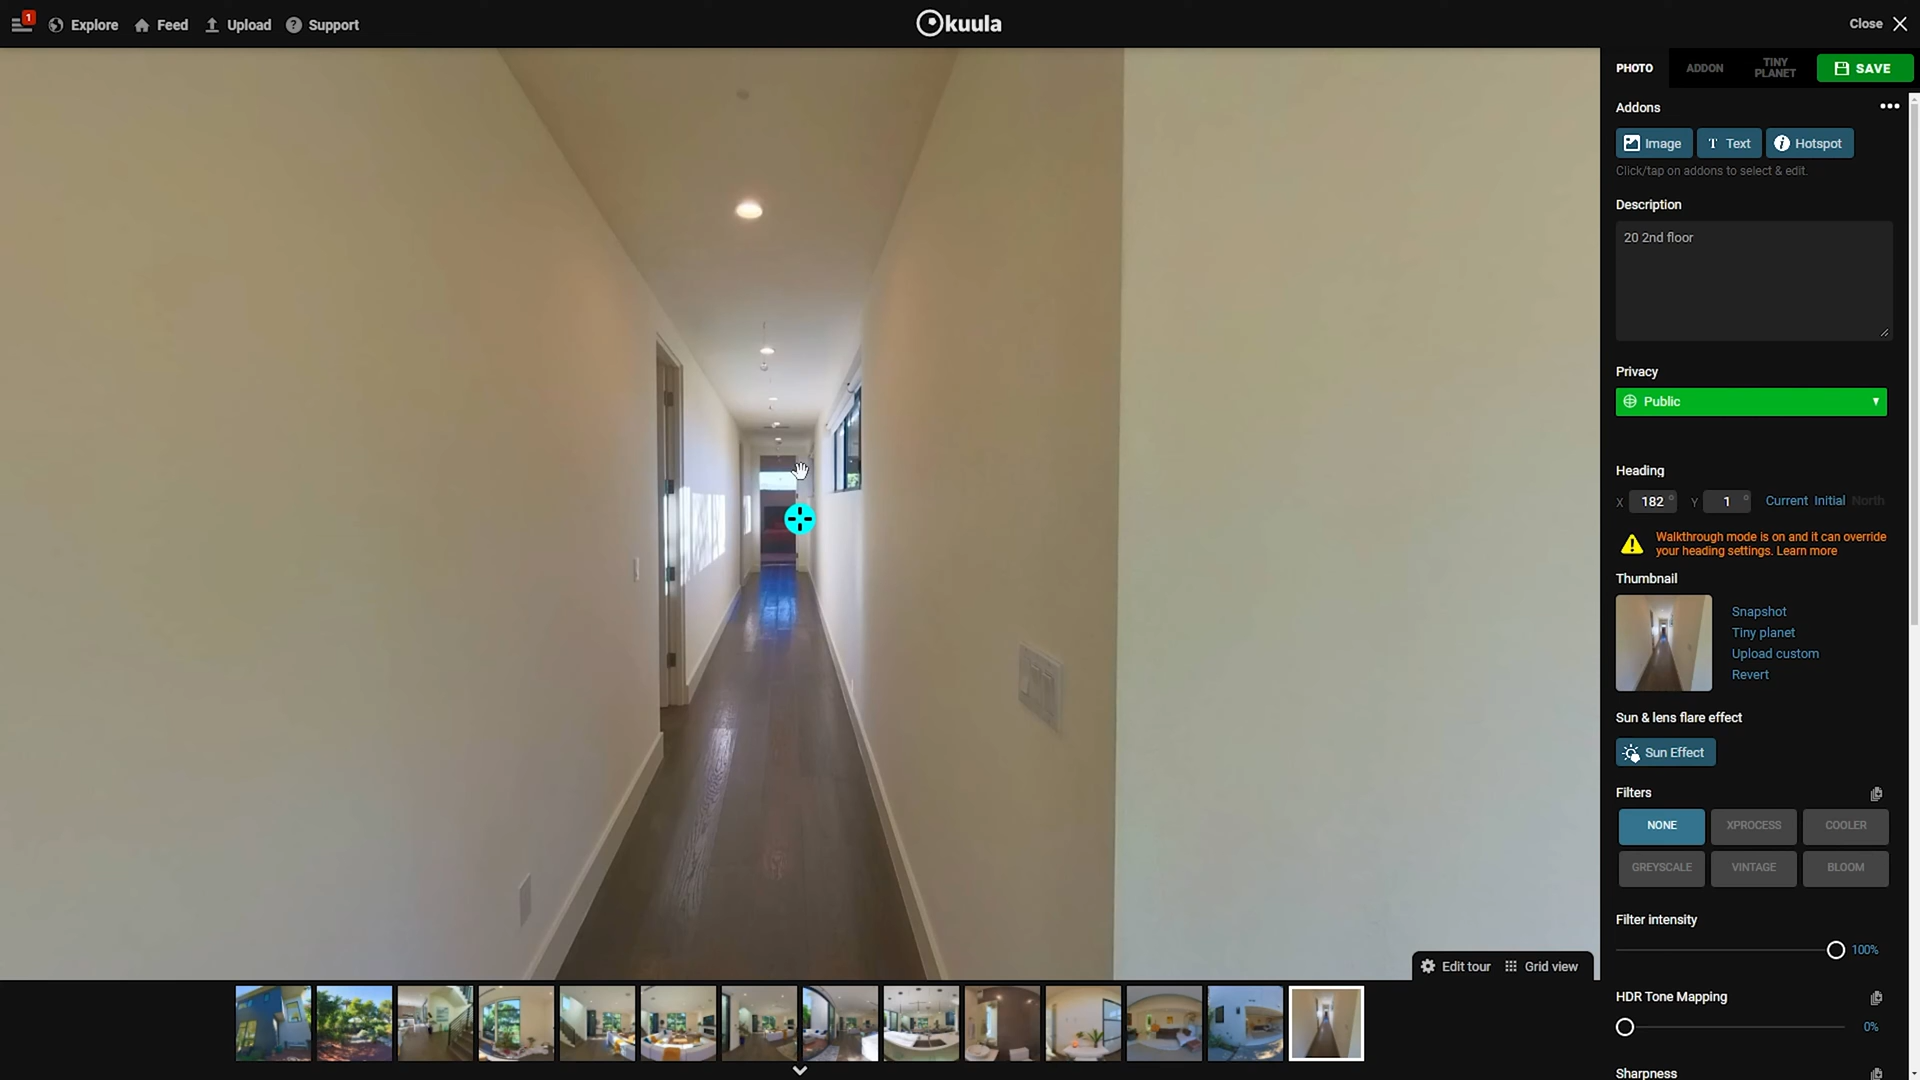 1
Explore
Feed
Upload
? Support
kuula
Close
PHOTO
ADDON
TINY
PLANET
SAVE
Addons
Image
T Text
i Hotspot
Click/tap on addons to select & edit.
Description
20 2nd floor
Privacy
Public
Heading
X 182 ° Y 1 ° Current Initial North
Walkthrough mode is on and it can override
your heading settings. Learn more
Thumbnail
Snapshot
Tiny planet
Upload custom
Revert
Sun & lens flare effect
Sun Effect
Filters
NONE
XPROCESS
COOLER
GREYSCALE
VINTAGE
BLOOM
Filter intensity
100%
Edit tour
Grid view
HDR Tone Mapping
0%
Sharpness